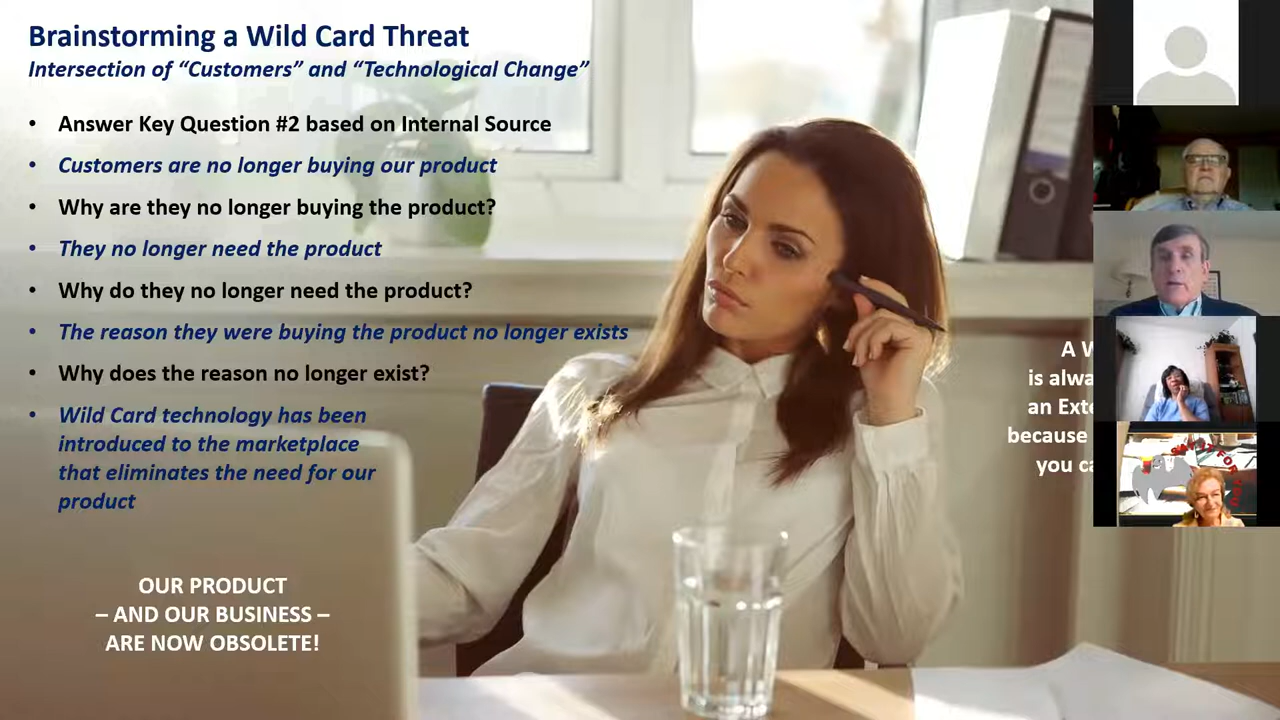 Brainstorming a Wild Card Threat
Intersection of “Customers” and “Technological Change”
• Answer Key Question #2 based on Internal Source
• Customers are no longer buying our product
• Why are they no longer buying the product?
• They no longer need the product
• Why do they no longer need the product?
• The reason they were buying the product no longer exists
• Why does the reason no longer exist?
• Wild Card technology has been
introduced to the marketplace
that eliminates the need for our
product
OUR PRODUCT
– AND OUR BUSINESS –
ARE NOW OBSOLETE!
A
is
an
because
you